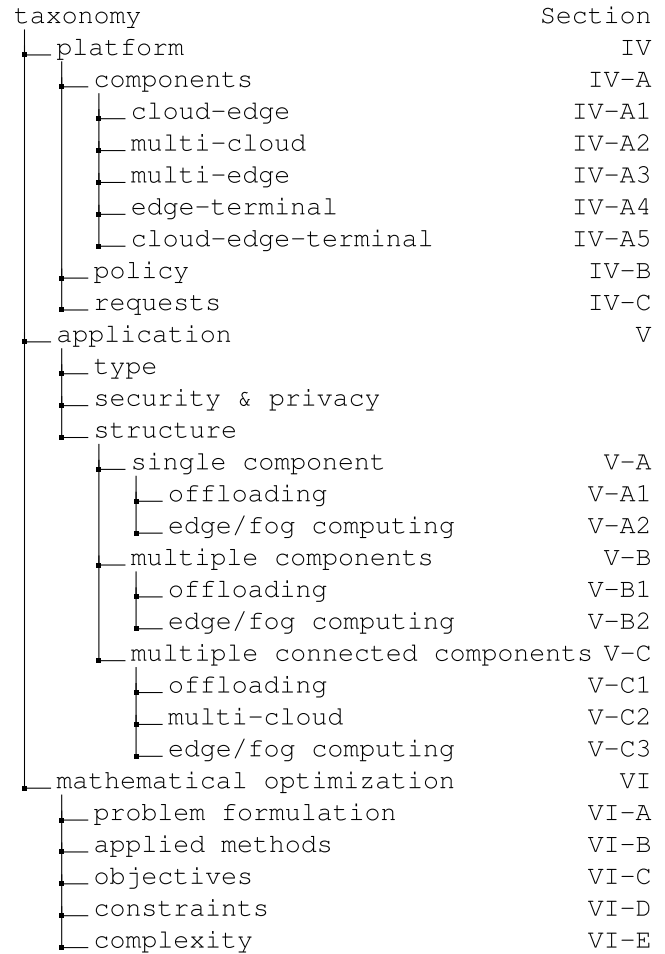 taxonomy Section
platform IV
components IV-A
cloud-edge IV-A1
multi-cloud IV-A2
multi-edge IV-A3
edge-terminal IV-A4
cloud-edge-terminal IV-A5
policy IV-B
requests IV-C
application V
type
security & privacy
structure
single component V-A
offloading V-A1
edge/fog computing V-A2
multiple components V-B
offloading V-B1
edge/fog computing V-B2
multiple connected components V-C
offloading V-C1
multi-cloud V-C2
edge/fog computing V-C3
mathematical optimization VI
problem formulation VI-A
applied methods VI-B
objectives VI-C
constraints VI-D
complexity VI-E